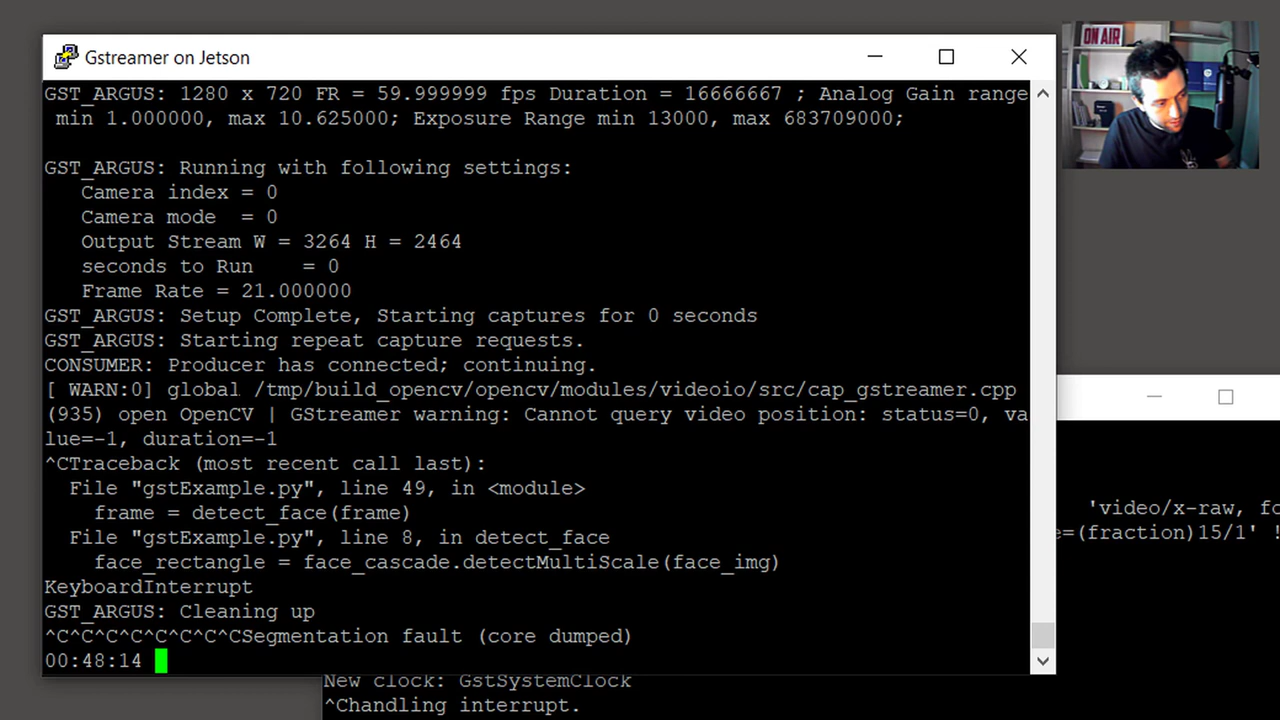 Gstreamer on Jetson
ON AIR
GST_ARGUS: 1280 x 720 FR = 59.999999 fps Duration = 16666667 ; Analog Gain range
min 1.000000, max 10.625000; Exposure Range min 13000, max 683709000;
GST_ARGUS: Running with following settings:
Camera index = 0
Camera mode  = 0
Output Stream W = 3264 H = 2464
seconds to Run    = 0
Frame Rate = 21.000000
GST_ARGUS: Setup Complete, Starting captures for 0 seconds
GST_ARGUS: Starting repeat capture requests.
CONSUMER: Producer has connected; continuing.
[ WARN:0] global /tmp/build_opencv/opencv/modules/videoio/src/cap_gstreamer.cpp
(935) open OpenCV | GStreamer warning: Cannot query video position: status=0, va
lue=-1, duration=-1
^CTraceback (most recent call last):
File "gstExample.py", line 49, in <module>
frame = detect_face(frame)
File "gstExample.py", line 8, in detect_face
face_rectangle = face_cascade.detectMultiScale(face_img)
KeyboardInterrupt
GST_ARGUS: Cleaning up
^C^C^C^C^C^C^C^CSegmentation fault (core dumped)
00:48:14
'video/x-raw, fo
e=(fraction)15/1' !
New clock: GstSystemClock
^Chandling interrupt.